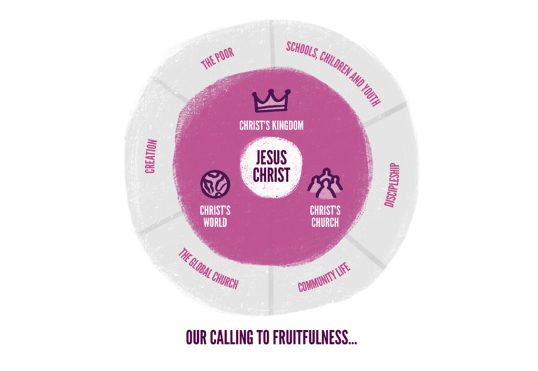 THE POOR
SCHOOLS, CHILDREN AND YOUTH
CREATION
DISCIPLESHIP
THE GLOBAL CHURCH
COMMUNITY LIFE
CHRIST'S KINGDOM
JESUS
CHRIST
CHRIST'S
WORLD
CHRIST'S
CHURCH
OUR CALLING TO FRUITFULNESS...